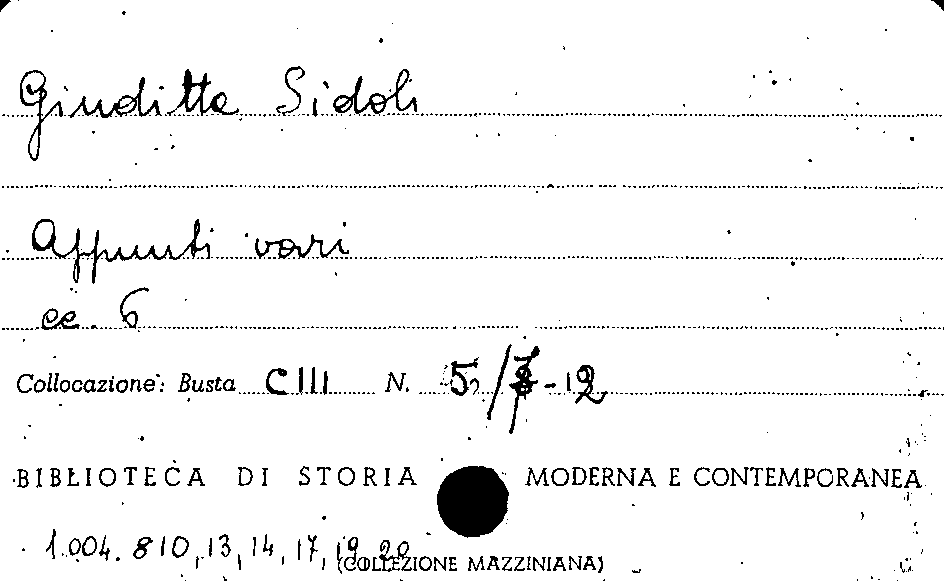 Giuditta Sidoli
Appunti vari
cc. 6
Collocazione: Busta CIII N. 5/7-12
BIBLIOTECA DI STORIA MODERNA E CONTEMPORANEA
1.004.810,13,14,17,19,20
(COLLEZIONE MAZZINIANA)